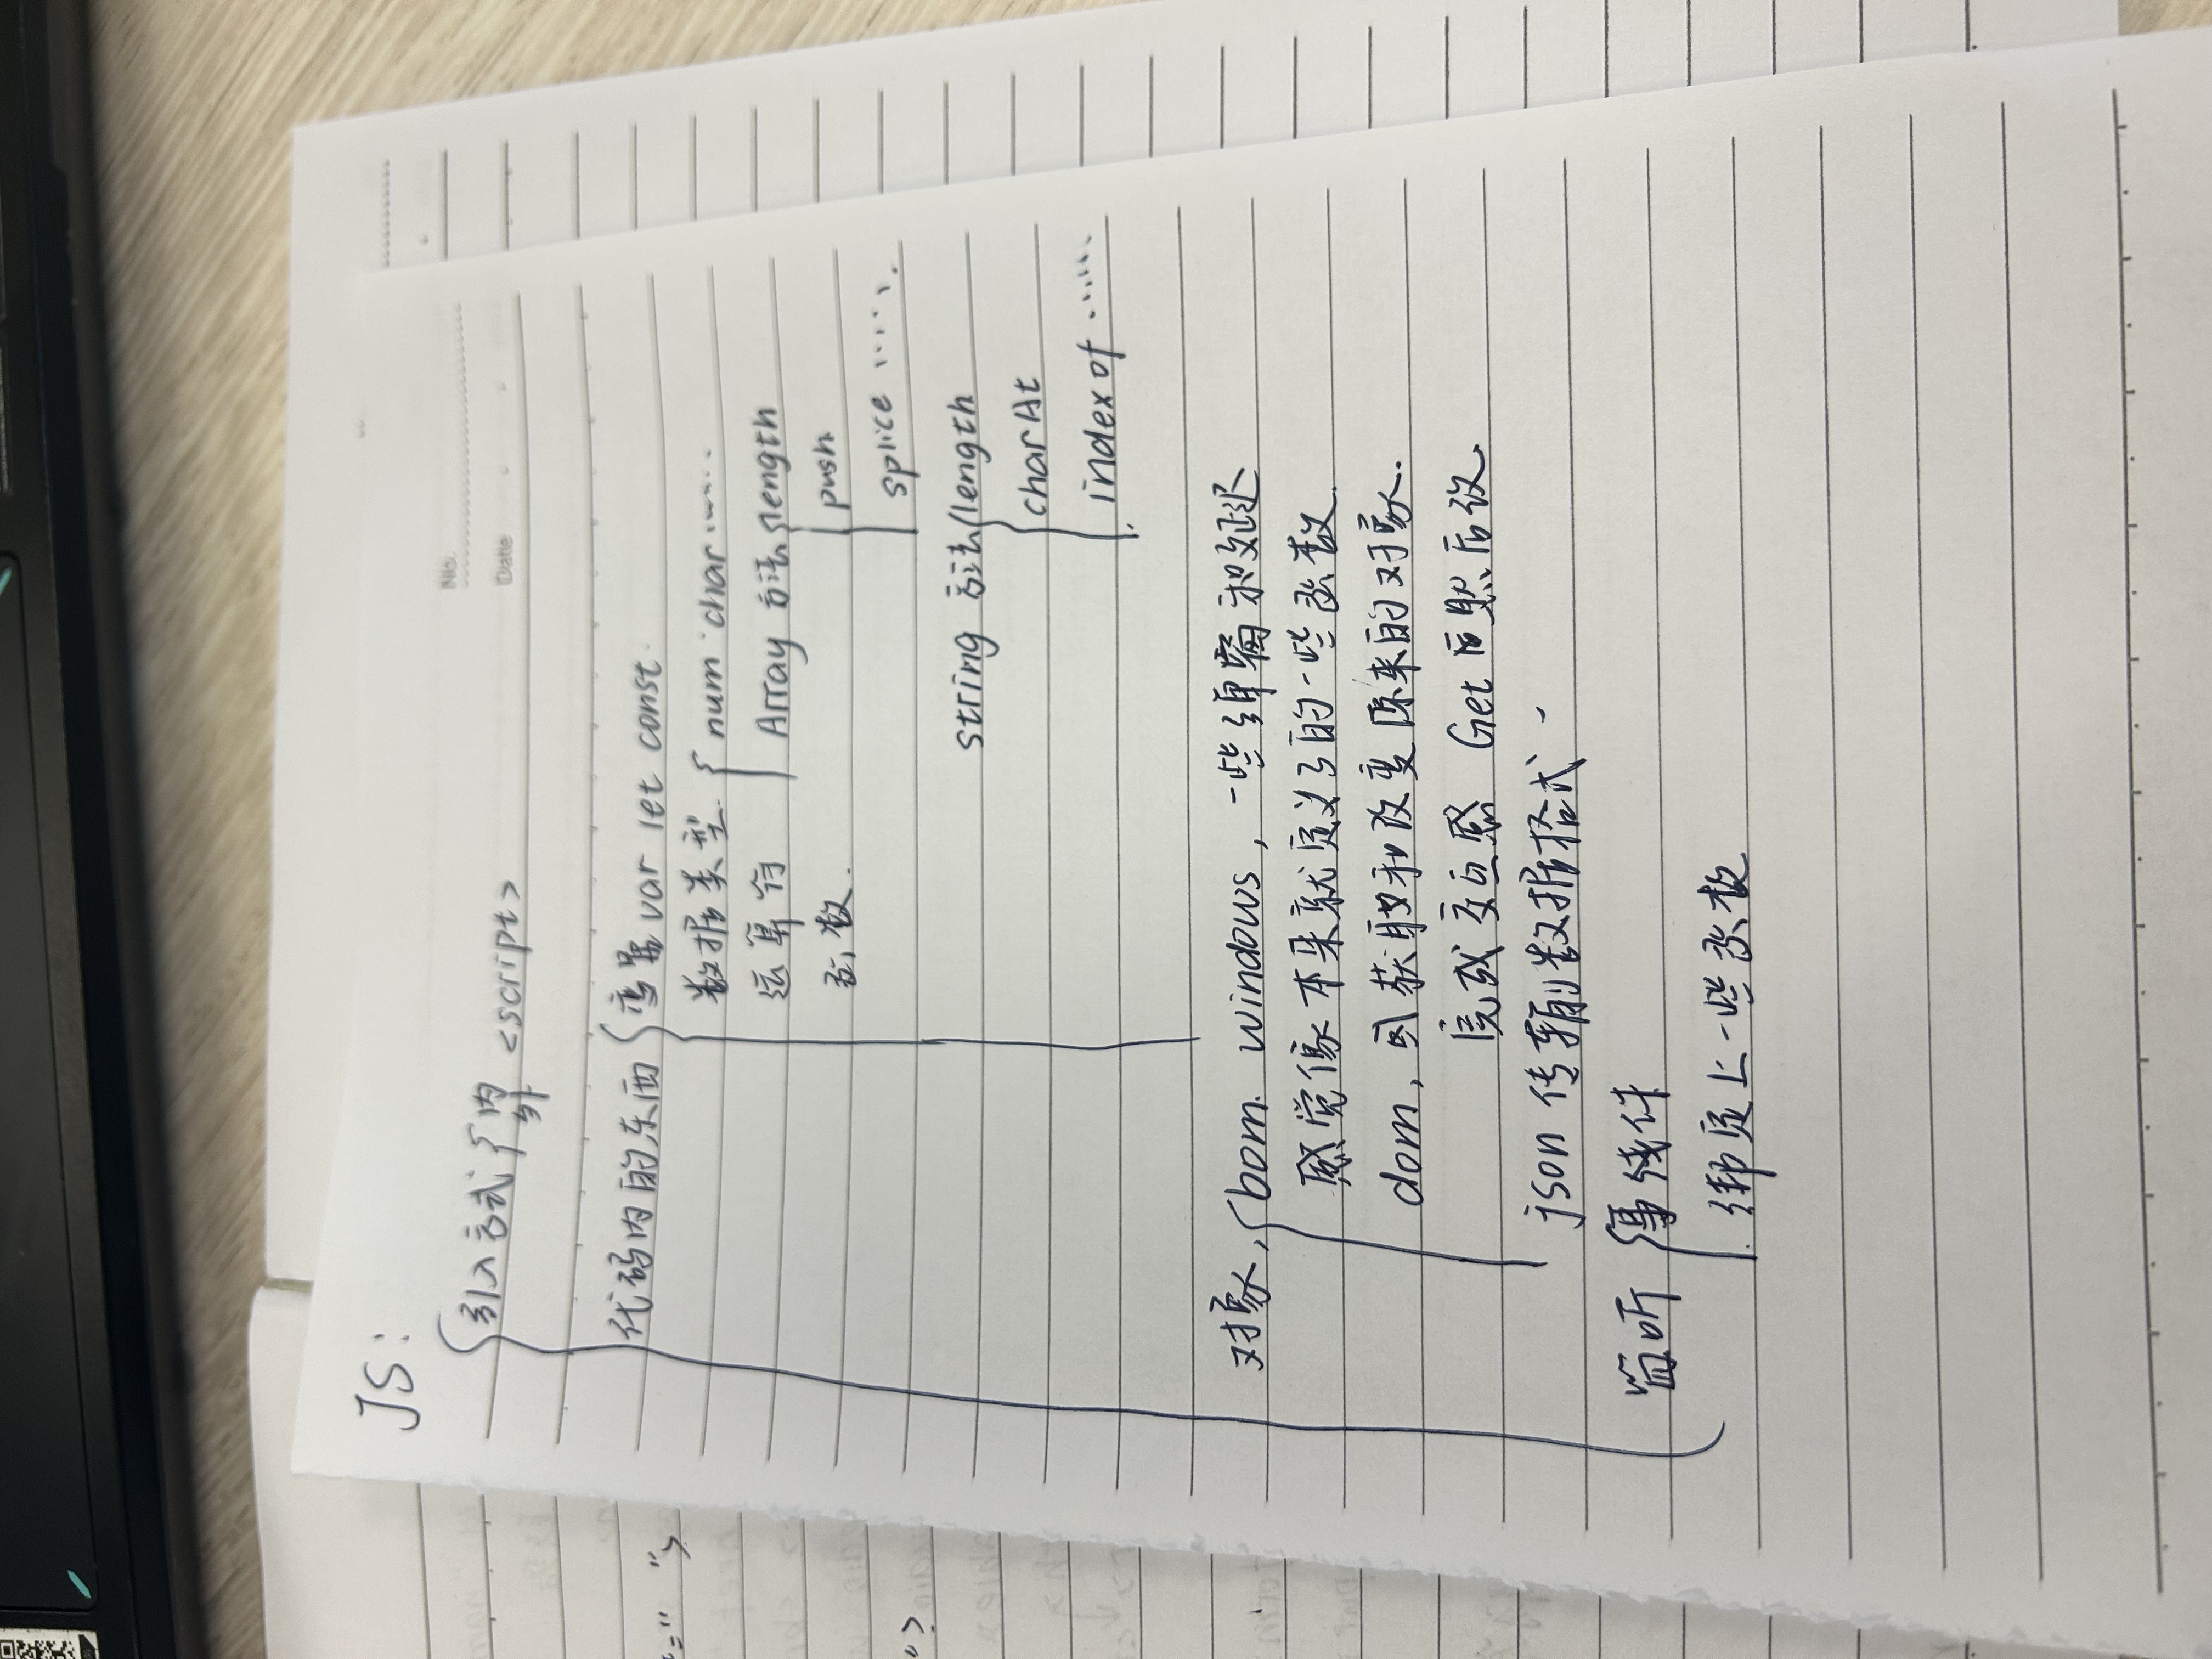 JS:
No.
引入方式 { 内 外 <script>
Date
代码内的东西 { 变量 var let const.
数据类型 { num char ......
运算符 Array 方法 { length
函数. push
splice ......
string 方法 { length
charAt
indexof ......
对象, { bom. windows, 一些弹窗和延迟
感觉像本来就定义了的一些函数.
dom, 获取和改变原来的对象.
完成交互感 Get 后然后改.
json 传输数据格式.
监听 { 事件
绑定上一些函数
=" ">
">